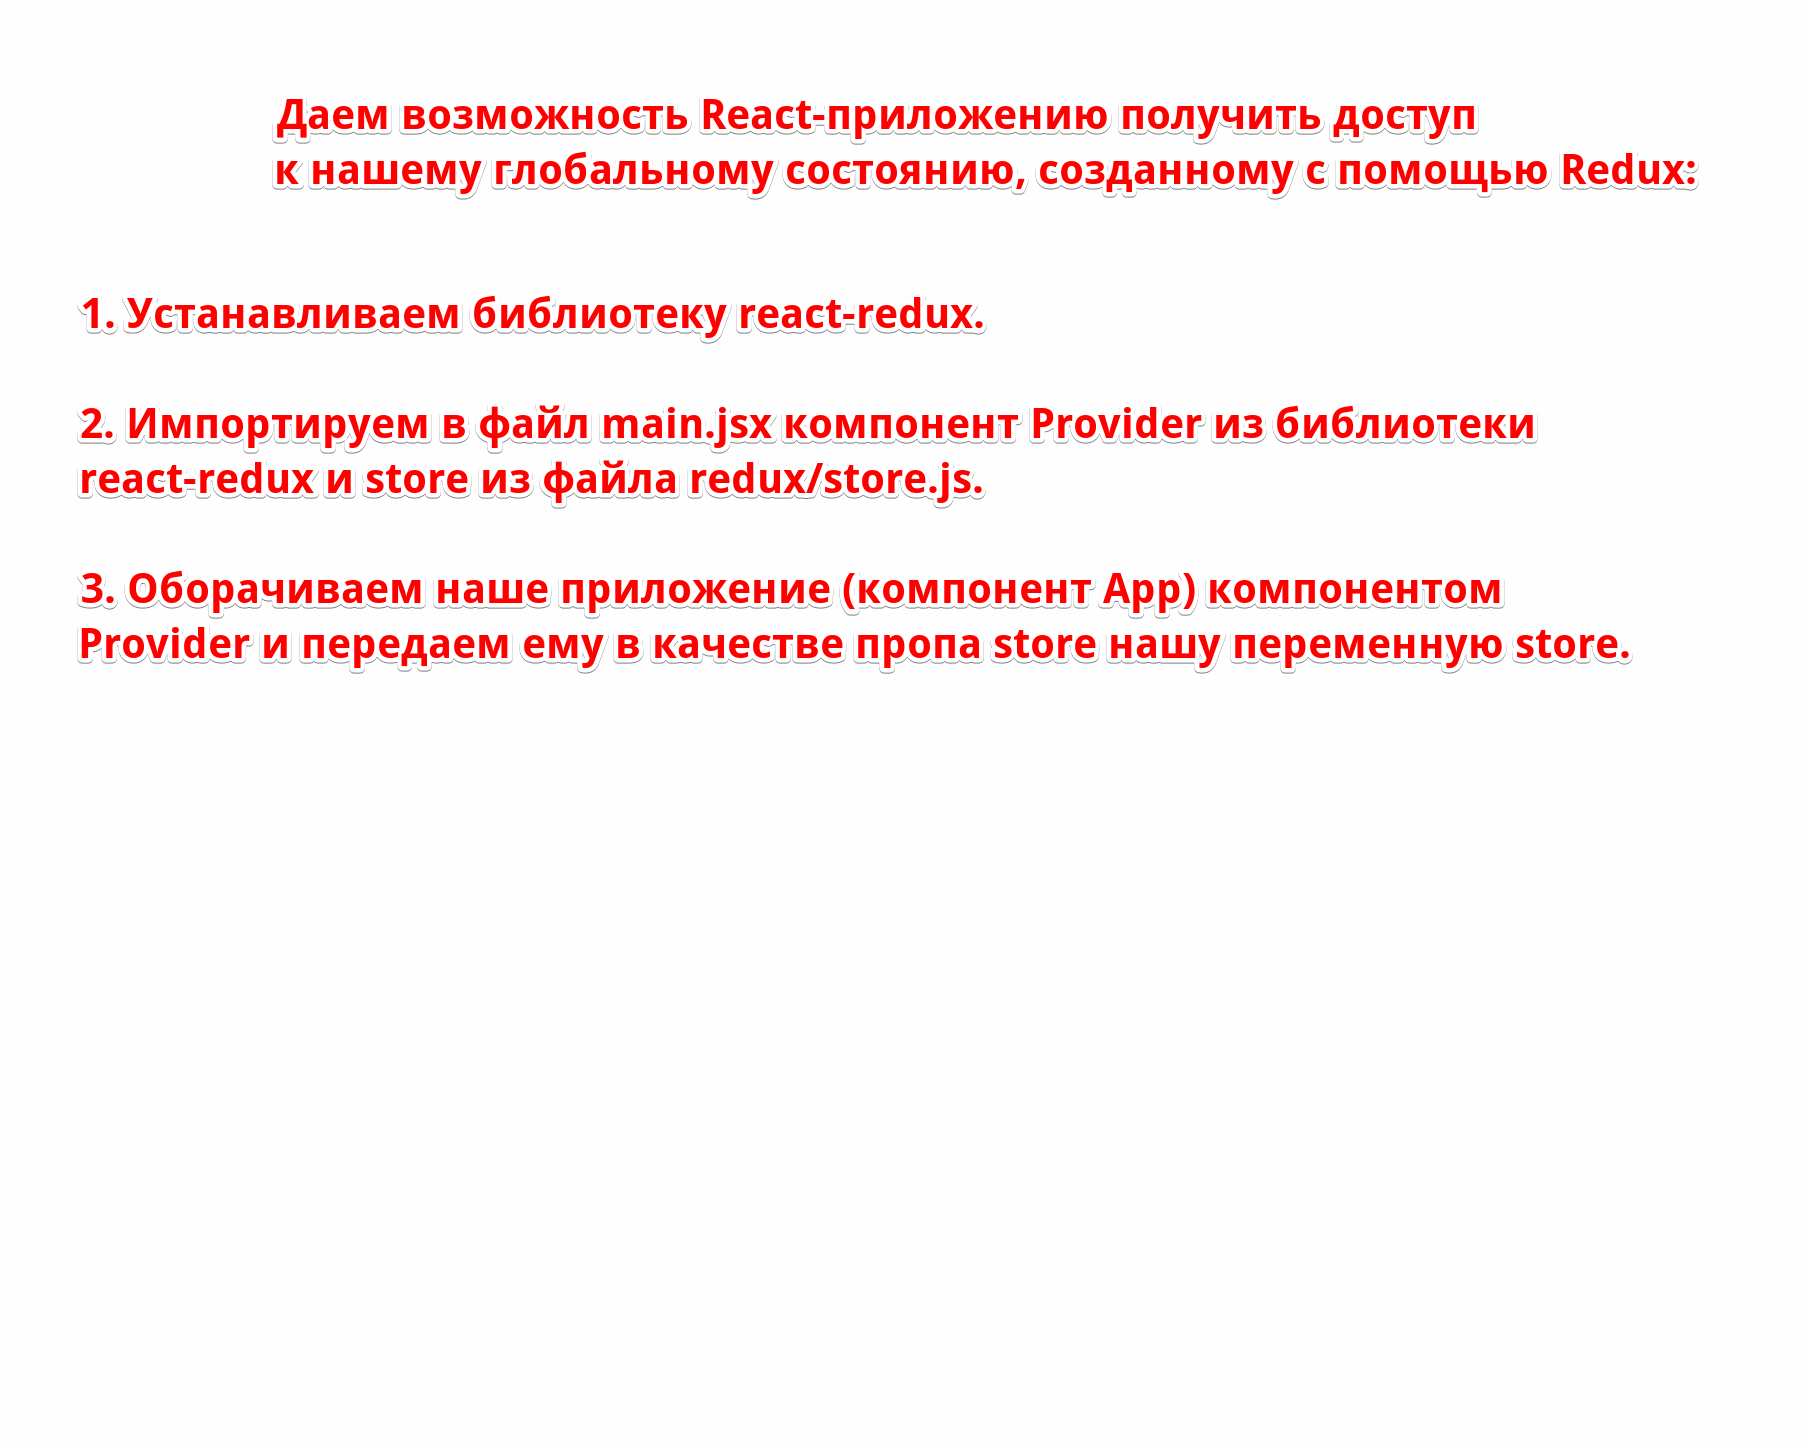 Даем возможность React-приложению получить доступ
к нашему глобальному состоянию, созданному с помощью Redux:
1. Устанавливаем библиотеку react-redux.
2. Импортируем в файл main.jsx компонент Provider из библиотеки
react-redux и store из файла redux/store.js.
3. Оборачиваем наше приложение (компонент App) компонентом
Provider и передаем ему в качестве пропа store нашу переменную store.